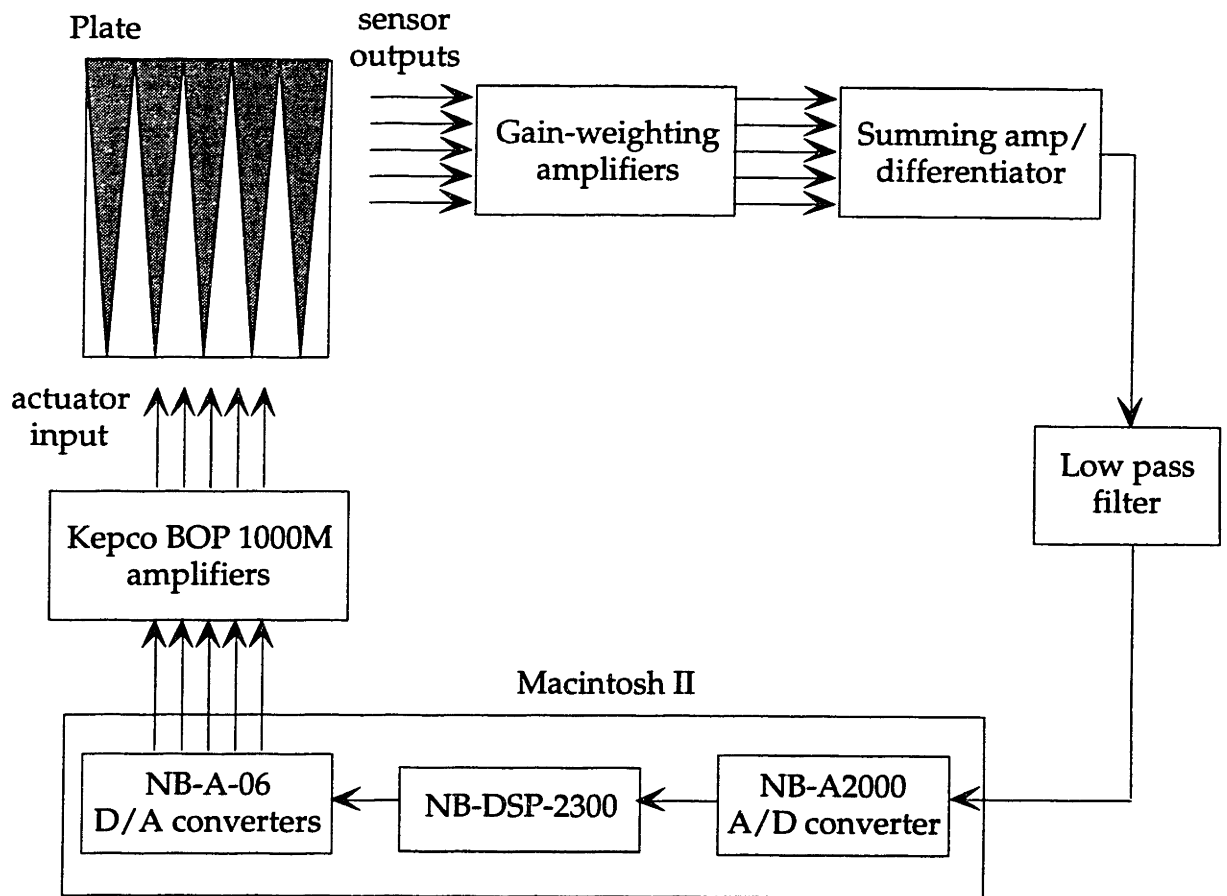 Plate
sensor
outputs
Gain-weighting
amplifiers
Summing amp/
differentiator
Low pass
filter
actuator
input
Kepco BOP 1000M
amplifiers
Macintosh II
NB-A-06
D/A converters
NB-DSP-2300
NB-A2000
A/D converter